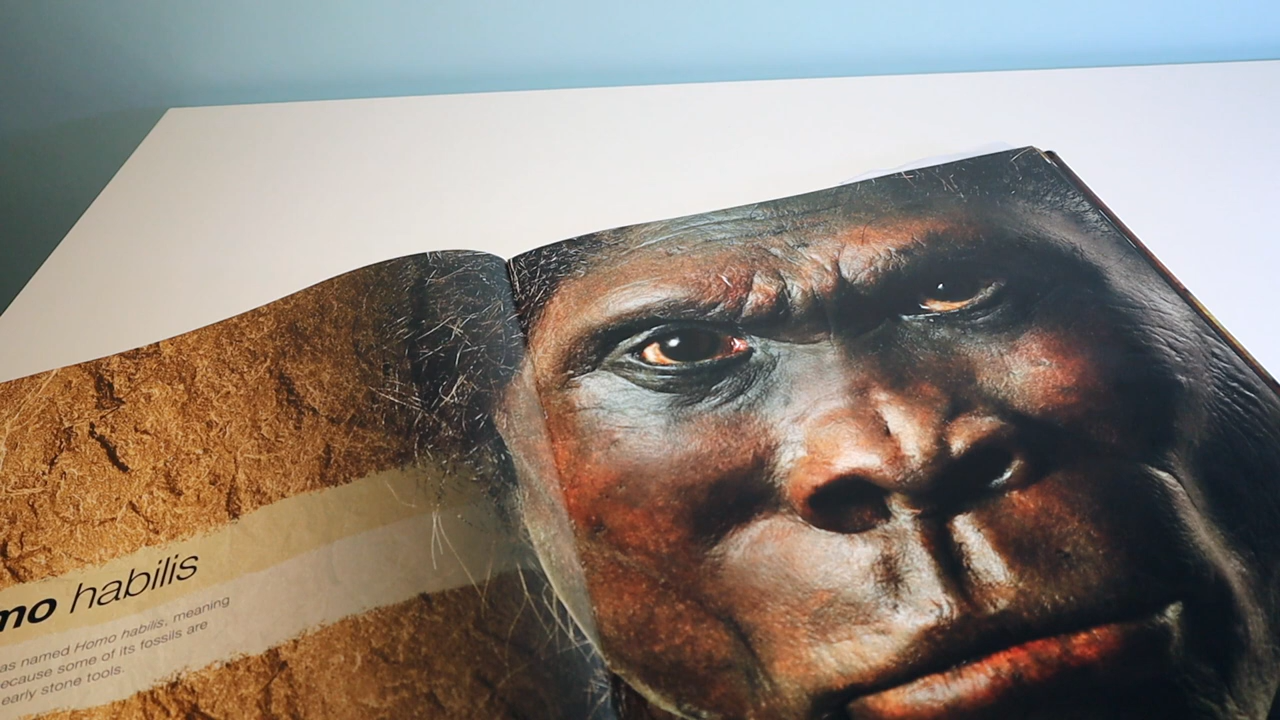 mo habilis
as named Homo habilis, meaning
ecause some of its fossils are
early stone tools.